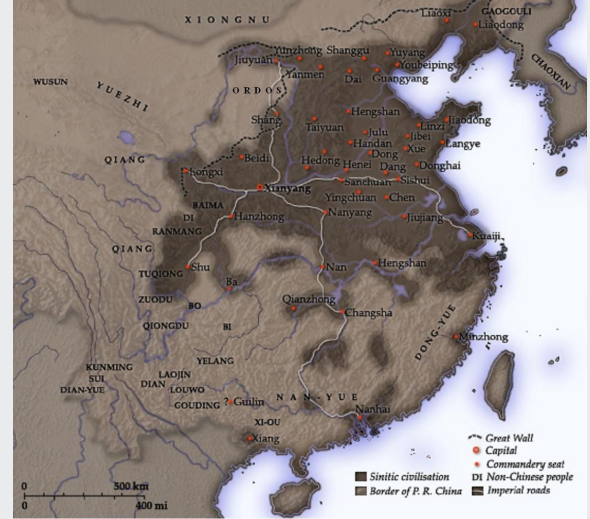 XIONGNU
GAOGOULI
Liaoxi
Liaodong
CHAOXIAN
Yunzhong
Shanggu
Yuyang
Jiuyuan
Youbeiping
Yanmen
Dai
Guangyang
WUSUN
YUEZHI
ORDOS
Shang
Hengshan
Taiyuan
Jiaodong
Linzi
Julu
Jibei
Handan
Langye
Xue
QIANG
Beidi
Dong
Hedong
Henei
Dang
Donghai
Longxi
Xianyang
Sanchuan
Sishui
BAIMA
Yingchuan
Chen
DI
Hanzhong
Nanyang
Jiujiang
RANMANG
Kuaiji
QIANG
Shu
Nan
Hengshan
TUQIONG
Ba
ZUODU
BO
Qianzhong
Changsha
QIONGDU
BI
DONG-YUE
Minzhong
YELANG
KUNMING
LAOJIN
SUI
DIAN
LOUWO
DIAN-YUE
GOUDING
? Guilin
NAN-YUE
Nanhai
XI-OU
Xiang
Great Wall
Capital
Commandery seat
DI Non-Chinese people
Sinitic civilisation
Border of P. R. China
Imperial roads
0 500 km
0 400 mi